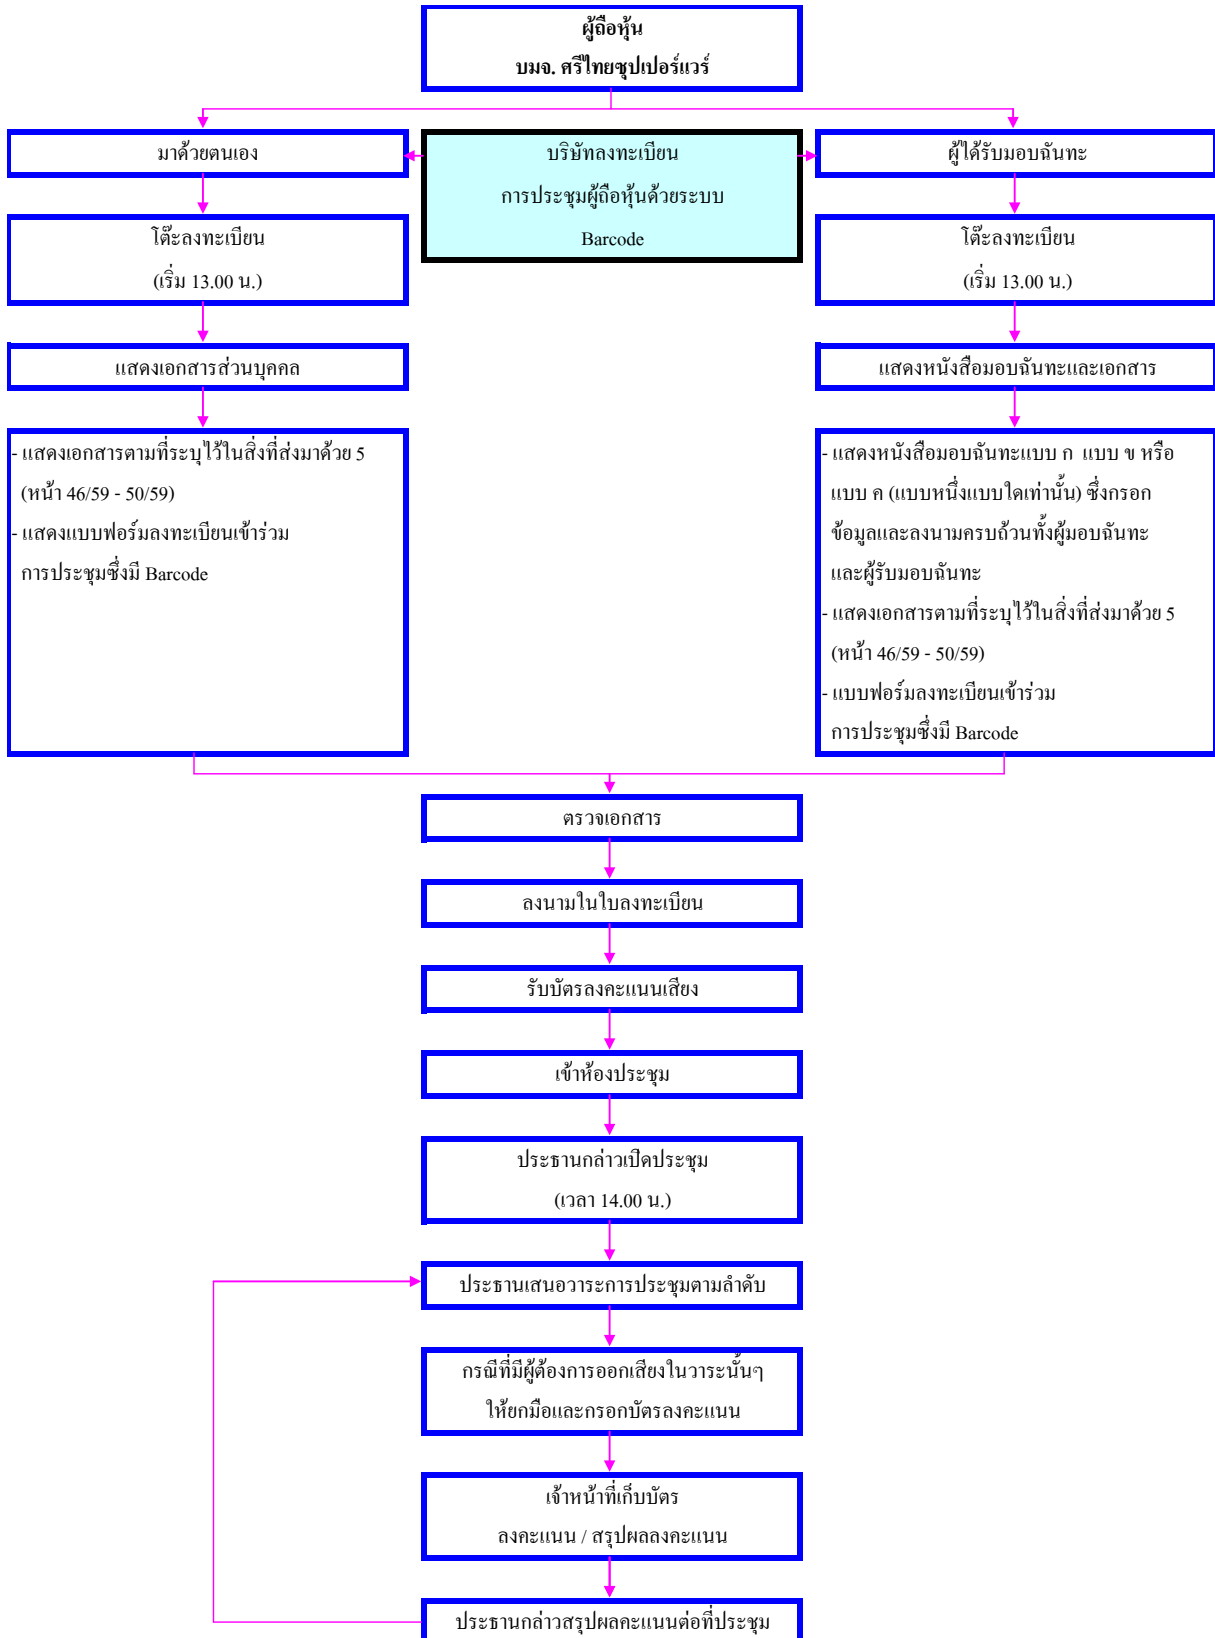 ผู้ถือหุ้น
บมจ. ศรีไทยซุปเปอร์แวร์
มาด้วยตนเอง
บริษัทลงทะเบียน
การประชุมผู้ถือหุ้นด้วยระบบ
Barcode
ผู้ได้รับมอบฉันทะ
โต๊ะลงทะเบียน
(เริ่ม 13.00 น.)
โต๊ะลงทะเบียน
(เริ่ม 13.00 น.)
แสดงเอกสารส่วนบุคคล
แสดงหนังสือมอบฉันทะและเอกสาร
- แสดงเอกสารตามที่ระบุไว้ในสิ่งที่ส่งมาด้วย 5
(หน้า 46/59 - 50/59)
- แสดงแบบฟอร์มลงทะเบียนเข้าร่วม
การประชุมซึ่งมี Barcode
- แสดงหนังสือมอบฉันทะแบบ ก แบบ ข หรือ
แบบ ค (แบบหนึ่งแบบใดเท่านั้น) ซึ่งกรอก
ข้อมูลและลงนามครบถ้วนทั้งผู้มอบฉันทะ
และผู้รับมอบฉันทะ
- แสดงเอกสารตามที่ระบุไว้ในสิ่งที่ส่งมาด้วย 5
(หน้า 46/59 - 50/59)
- แบบฟอร์มลงทะเบียนเข้าร่วม
การประชุมซึ่งมี Barcode
ตรวจเอกสาร
ลงนามในใบลงทะเบียน
รับบัตรลงคะแนนเสียง
เข้าห้องประชุม
ประธานกล่าวเปิดประชุม
(เวลา 14.00 น.)
ประธานเสนอวาระการประชุมตามลำดับ
กรณีที่มีผู้ต้องการออกเสียงในวาระนั้นๆ
ให้ยกมือและกรอกบัตรลงคะแนน
เจ้าหน้าที่เก็บบัตร
ลงคะแนน / สรุปผลลงคะแนน
ประธานกล่าวสรุปผลคะแนนต่อที่ประชุม